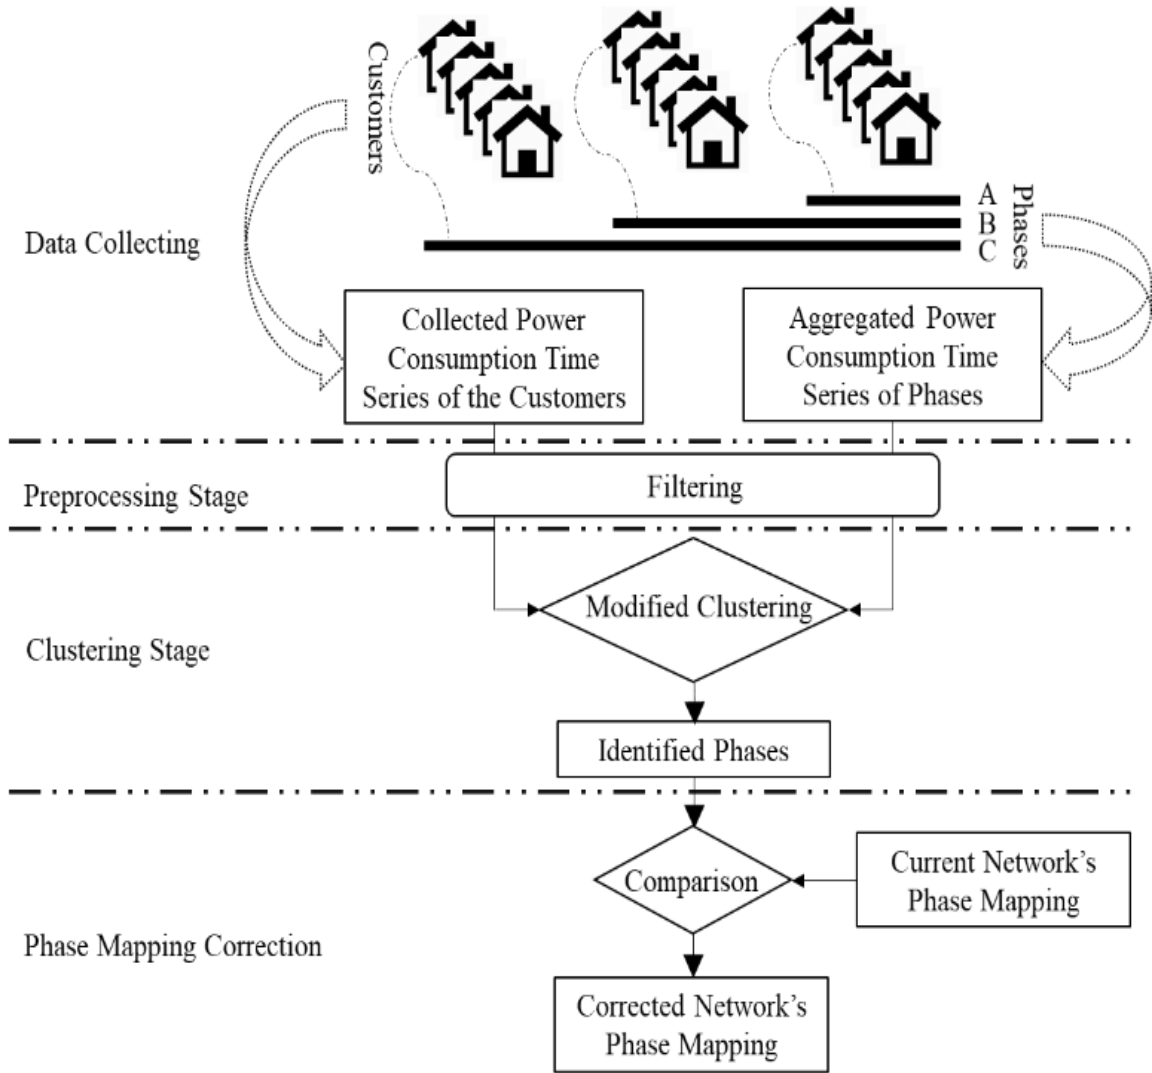 Customers
A
B
C
Phases
Data Collecting
Collected Power
Consumption Time
Series of the Customers
Aggregated Power
Consumption Time
Series of Phases
Preprocessing Stage
Filtering
Modified Clustering
Clustering Stage
Identified Phases
Comparison
Current Network's
Phase Mapping
Phase Mapping Correction
Corrected Network's
Phase Mapping